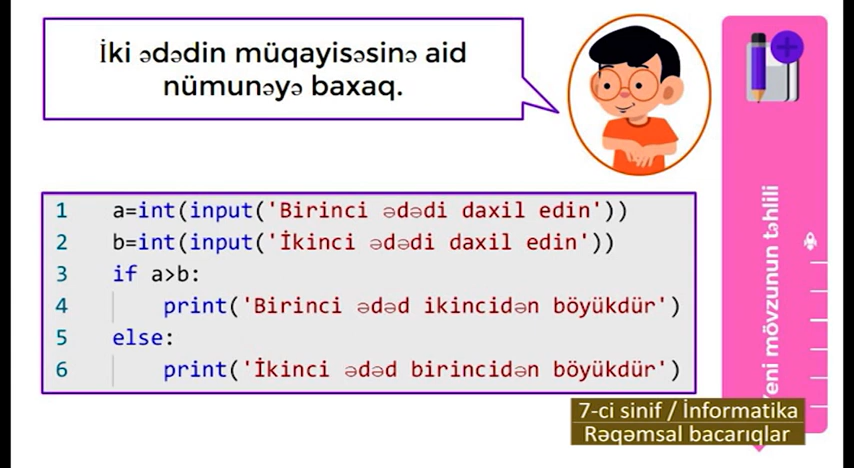 İki ədədin müqayisəsinə aid
nümunəyə baxaq.
1 a=int(input('Birinci ədədi daxil edin'))
2 b=int(input('İkinci ədədi daxil edin'))
3 if a>b:
4 print('Birinci ədəd ikincidən böyükdür')
5 else:
6 print('İkinci ədəd birincidən böyükdür')
Yeni mövzunun təhlili
7-ci sinif / İnformatika
Rəqəmsal bacarıqlar